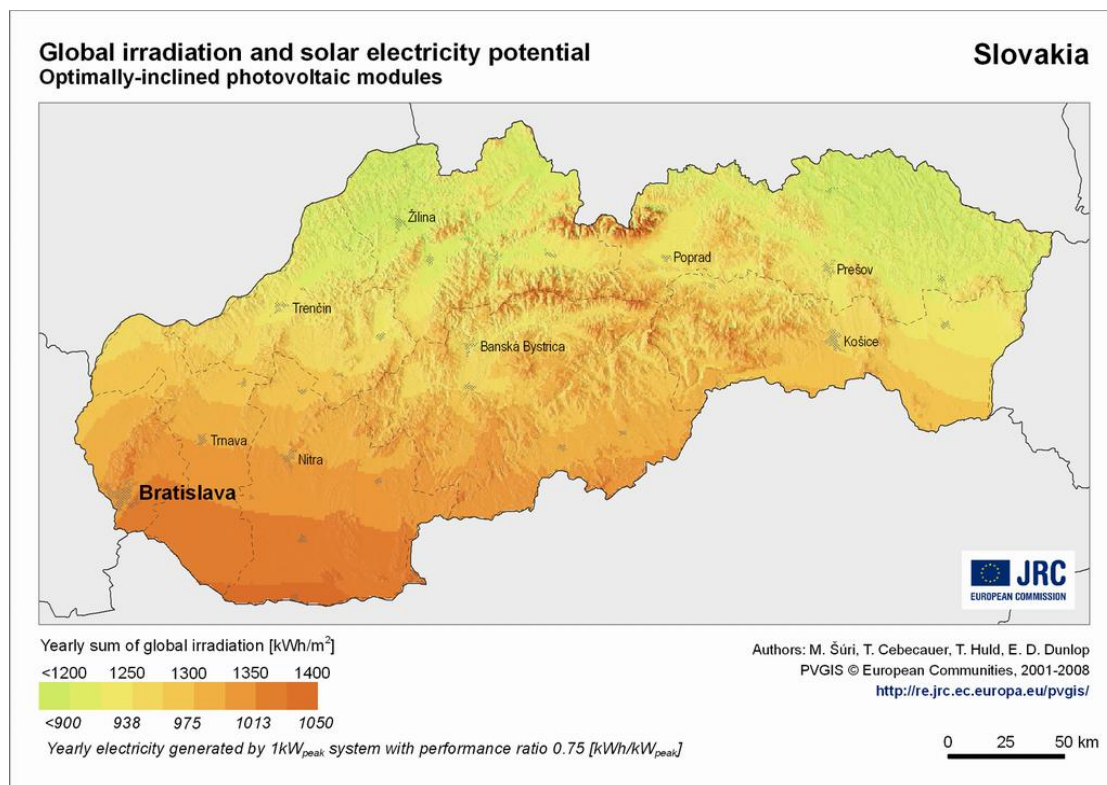 Global irradiation and solar electricity potential
Optimally-inclined photovoltaic modules
Slovakia
Žilina
Poprad
Prešov
Trenčín
Banská Bystrica
Košice
Trnava
Nitra
Bratislava
JRC
EUROPEAN COMMISSION
Yearly sum of global irradiation [kWh/m²]
<1200 1250 1300 1350 1400
<900 938 975 1013 1050
Yearly electricity generated by 1kWpeak system with performance ratio 0.75 [kWh/kWpeak]
Authors: M. Šúri, T. Cebecauer, T. Huld, E. D. Dunlop
PVGIS © European Communities, 2001-2008
http://re.jrc.ec.europa.eu/pvgis/
0 25 50 km